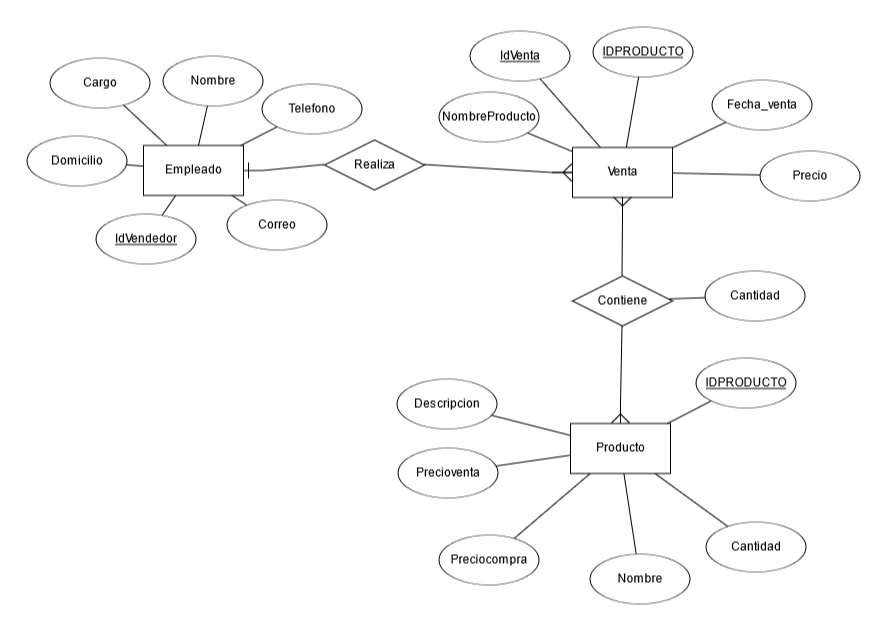 IdVenta
IDPRODUCTO
Cargo
Nombre
Telefono
NombreProducto
Fecha_venta
Domicilio
Empleado
Realiza
Venta
Precio
IdVendedor
Correo
Contiene
Cantidad
Descripcion
IDPRODUCTO
Producto
Precioventa
Preciocompra
Nombre
Cantidad